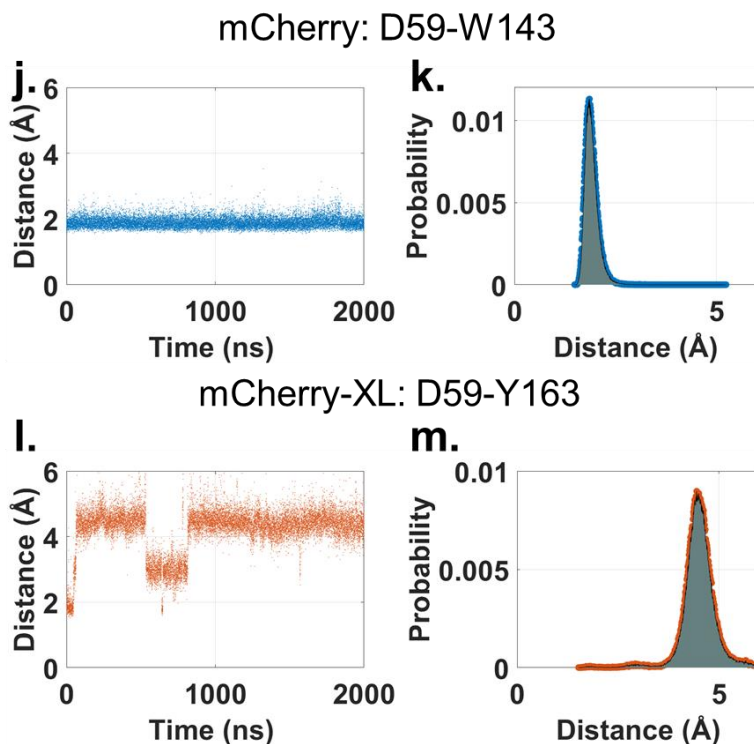 mCherry: D59-W143
j.
6
4
2
0
Distance (Å)
0 1000 2000
Time (ns)
k.
0.01
0.005
0
Probability
0 5
Distance (Å)
mCherry-XL: D59-Y163
l.
6
4
2
0
Distance (Å)
0 1000 2000
Time (ns)
m.
0.01
0.005
0
Probability
0 5
Distance (Å)